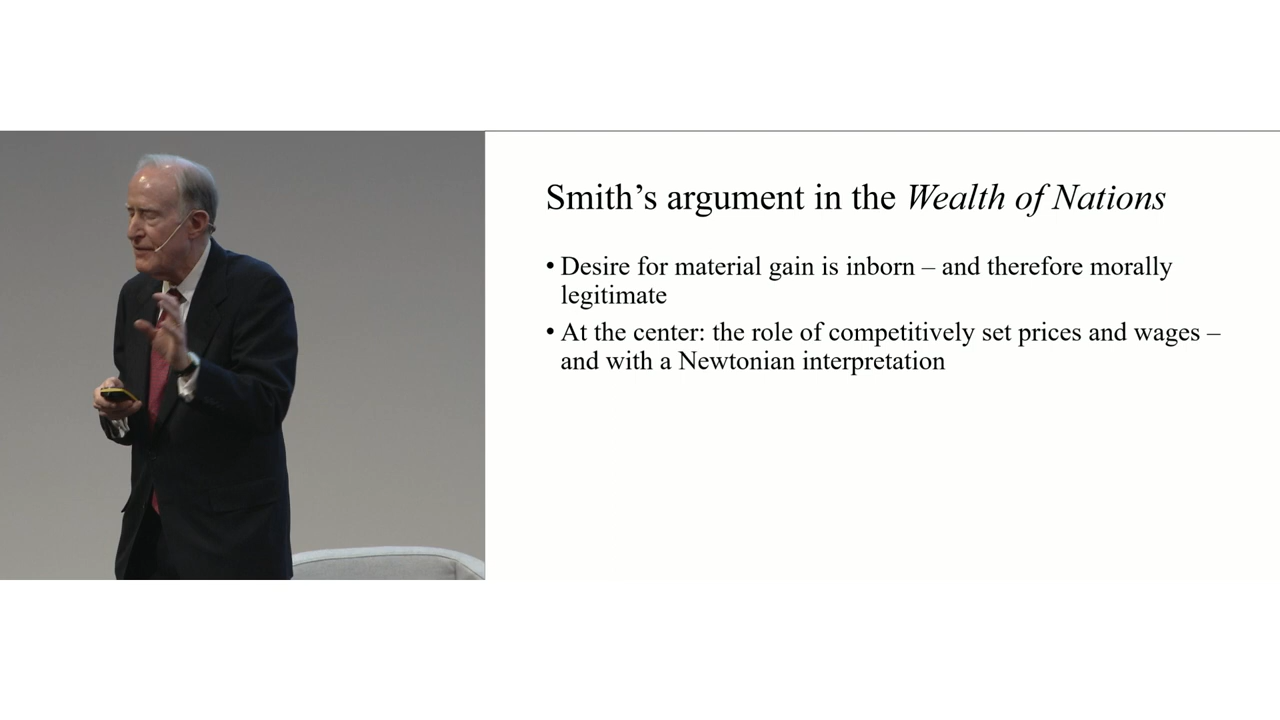 Smith’s argument in the Wealth of Nations
• Desire for material gain is inborn – and therefore morally
legitimate
• At the center: the role of competitively set prices and wages –
and with a Newtonian interpretation